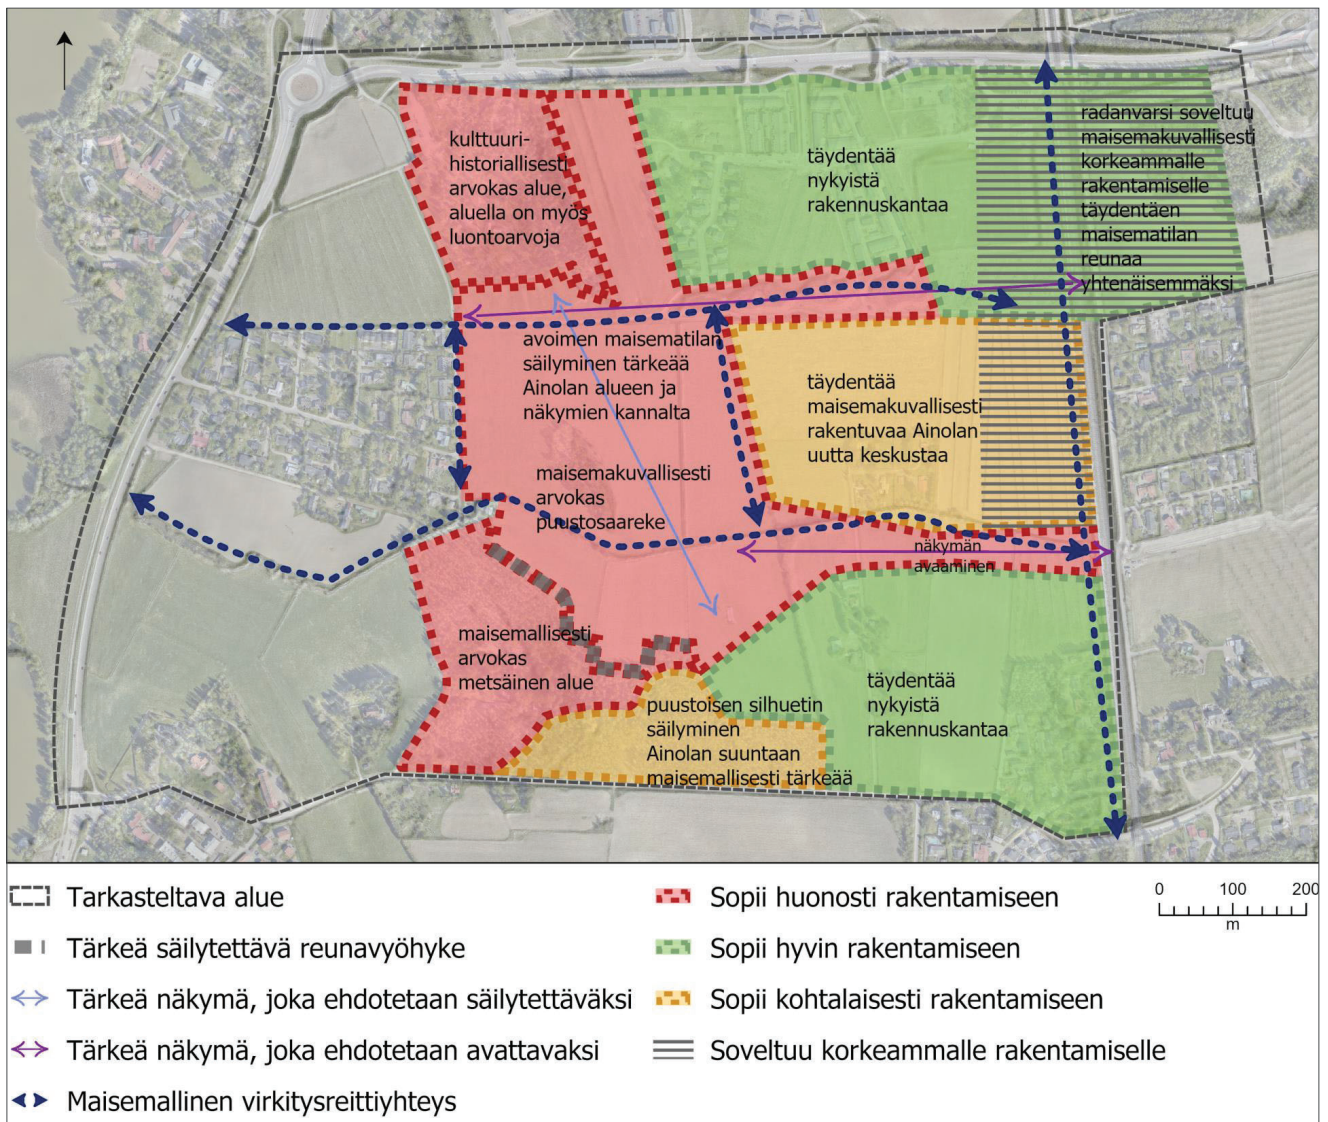 kulttuuri-
historiallisesti
arvokas alue,
aluella on myös
luontoarvoja
täydentää
nykyistä
rakennuskantaa
radanvarsi soveltuu
maisemakuvallisesti
korkeammalle
rakentamiselle
täydentäen
maisematilan
reunaa
yhtenäisemmäksi
avoimen maisematilan
säilyminen tärkeää
Ainolan alueen ja
näkymien kannalta
täydentää
maisemakuvallisesti
rakentuvaa Ainolan
uutta keskustaa
maisemakuvallisesti
arvokas
puustosaareke
näkymän
avaaminen
maisemallisesti
arvokas
metsäinen alue
puustoisen silhuetin
säilyminen
Ainolan suuntaan
maisemallisesti tärkeää
täydentää
nykyistä
rakennuskantaa
Tarkasteltava alue
Tärkeä säilytettävä reunavyöhyke
Tärkeä näkymä, joka ehdotetaan säilytettäväksi
Tärkeä näkymä, joka ehdotetaan avattavaksi
Maisemallinen virkitysreittiyhteys
Sopii huonosti rakentamiseen
Sopii hyvin rakentamiseen
Sopii kohtalaisesti rakentamiseen
Soveltuu korkeammalle rakentamiselle
0 100 200
m